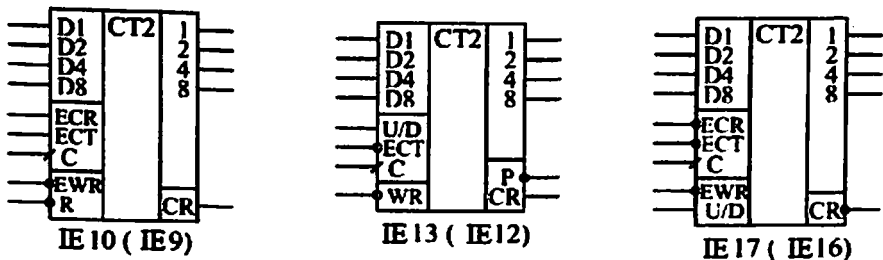 D1 CT2 1
D2 2
D4 4
D8 8
ECR
ECT
C
EWR
R CR
IE10 (IE9)
D1 CT2 1
D2 2
D4 4
D8 8
U/D
ECT
C
P
WR CR
IE13 (IE12)
D1 CT2 1
D2 2
D4 4
D8 8
ECR
ECT
C
EWR
U/D CR
IE17 (IE16)